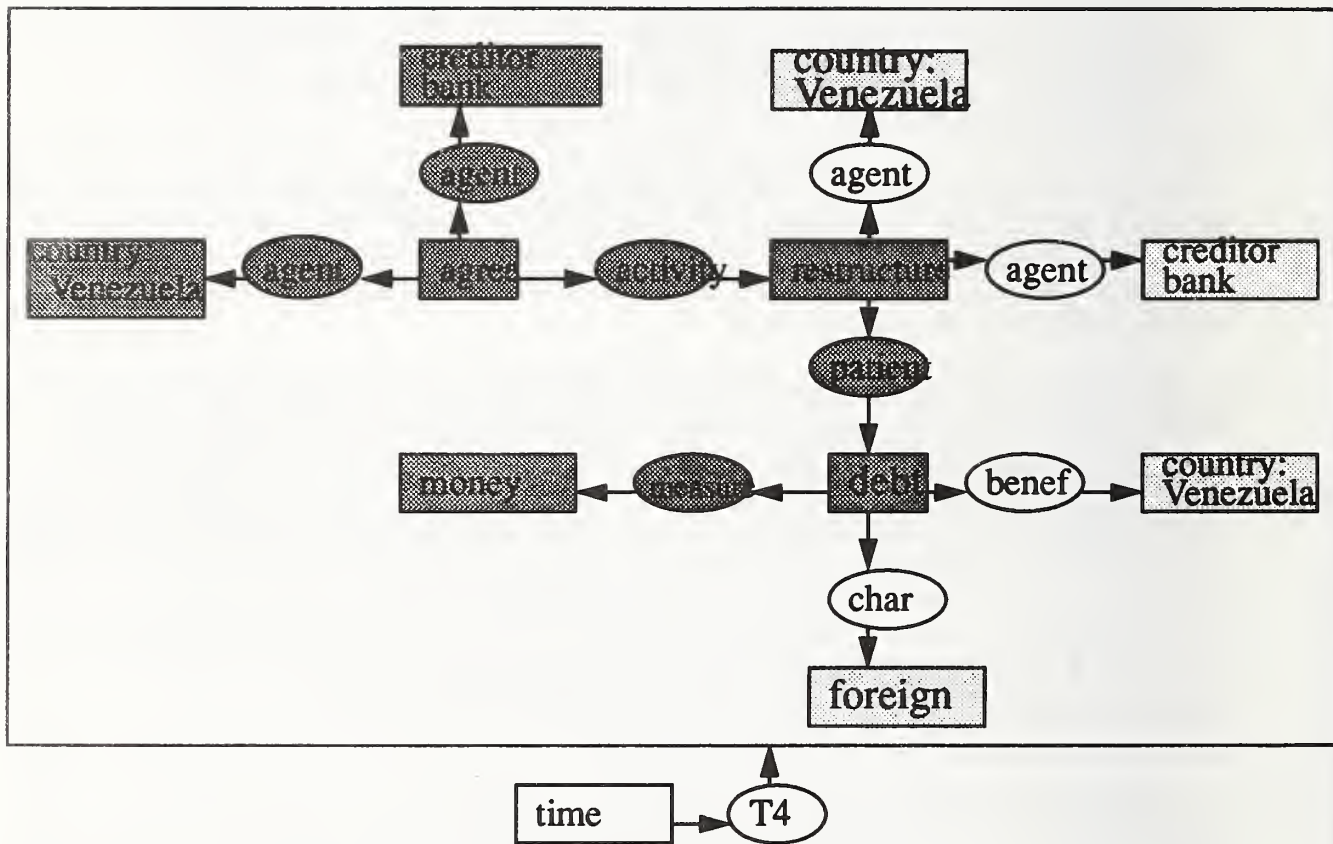 creditor
bank
country:
Venezuela
agent
agent
country:
Venezuela
agent
agree
activity
restructure
agent
creditor
bank
patient
money
measure
debt
benef
country:
Venezuela
char
foreign
time
T4